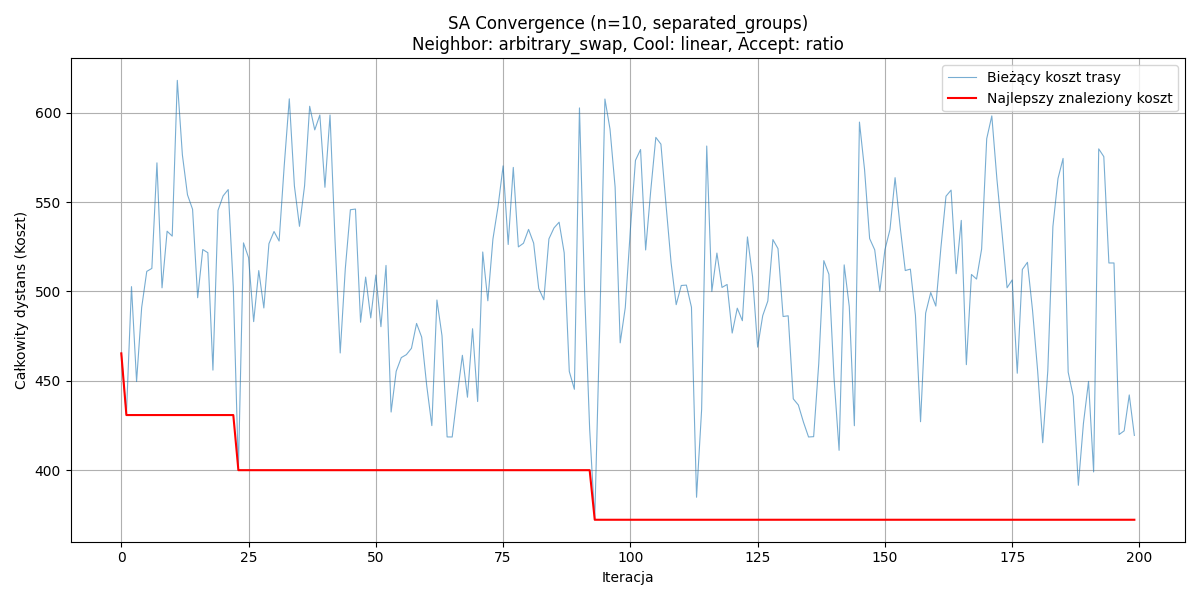 SA Convergence (n=10, separated_groups)
Neighbor: arbitrary_swap, Cool: linear, Accept: ratio
Bieżący koszt trasy
Najlepszy znaleziony koszt
Całkowity dystans (Koszt)
600
550
500
450
400
0 25 50 75 100 125 150 175 200
Iteracja